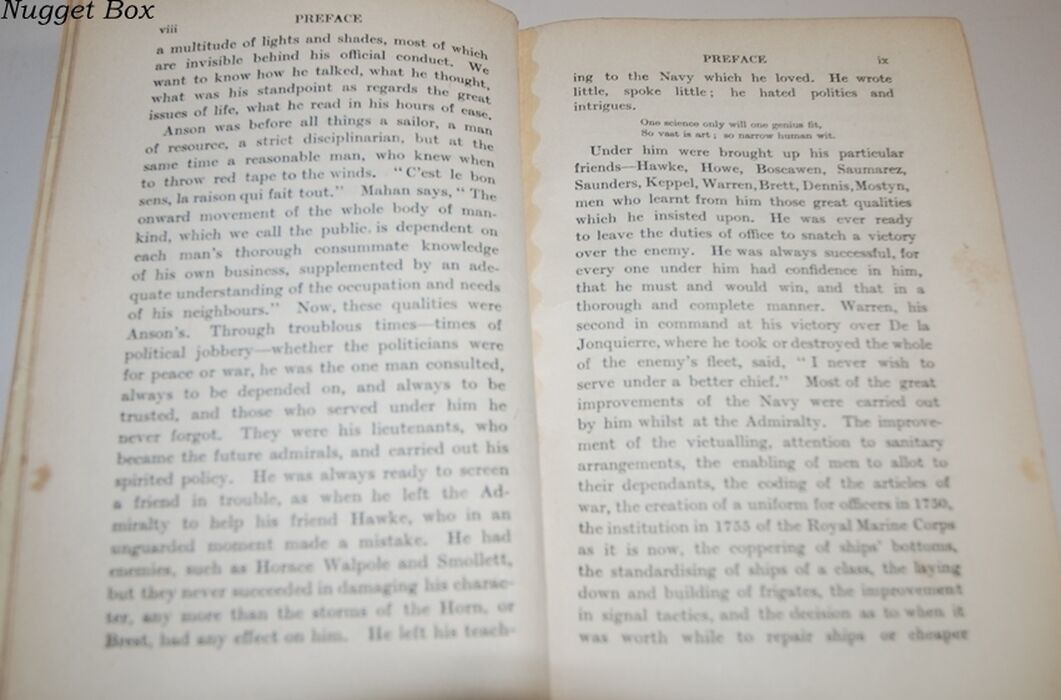 Nugget Box
viii
PREFACE
a multitude of lights and shades, most of which
are invisible behind his official conduct. We
want to know how he talked, what he thought,
what was his standpoint as regards the great
issues of life, what he read in his hours of ease.
Anson was before all things a sailor, a man
of resource, a strict disciplinarian, but at the
same time a reasonable man, who knew when
to throw red tape to the winds. "C'est le bon
sens, la raison qui fait tout." Mahan says, "The
onward movement of the whole body of man-
kind, which we call the public, is dependent on
each man's thorough consummate knowledge
of his own business, supplemented by an ade-
quate understanding of the occupation and needs
of his neighbours." Now, these qualities were
Anson's. Through troublous times—times of
political jobbery—whether the politicians were
for peace or war, he was the one man consulted,
always to be depended on, and always to be
trusted, and those who served under him he
never forgot. They were his lieutenants, who
became the future admirals, and carried out his
spirited policy. He was always ready to screen
a friend in trouble, as when he left the Ad-
miralty to help his friend Hawke, who in an
unguarded moment made a mistake. He had
enemies, such as Horace Walpole and Smollett,
but they never succeeded in damaging his charac-
ter, any more than the storms of the Horn, or
Brest, had any effect on him. He left his teach-
PREFACE
ix
ing to the Navy which he loved. He wrote
little, spoke little; he hated politics and
intrigues.
One science only will one genius fit,
So vast is art; so narrow human wit.
Under him were brought up his particular
friends—Hawke, Howe, Boscawen, Saumarez,
Saunders, Keppel, Warren, Brett, Dennis, Mostyn,
men who learnt from him those great qualities
which he insisted upon. He was ever ready
to leave the duties of office to snatch a victory
over the enemy. He was always successful, for
every one under him had confidence in him,
that he must and would win, and that in a
thorough and complete manner. Warren, his
second in command at his victory over De la
Jonquierre, where he took or destroyed the whole
of the enemy's fleet, said, "I never wish to
serve under a better chief." Most of the great
improvements of the Navy were carried out
by him whilst at the Admiralty. The improve-
ment of the victualling, attention to sanitary
arrangements, the enabling of men to allot to
their dependants, the coding of the articles of
war, the creation of a uniform for officers in 1750,
the institution in 1755 of the Royal Marine Corps
as it is now, the coppering of ships' bottoms,
the standardising of ships of a class, the laying
down and building of frigates, the improvement
in signal tactics, and the decision as to when it
was worth while to repair ships or cheaper